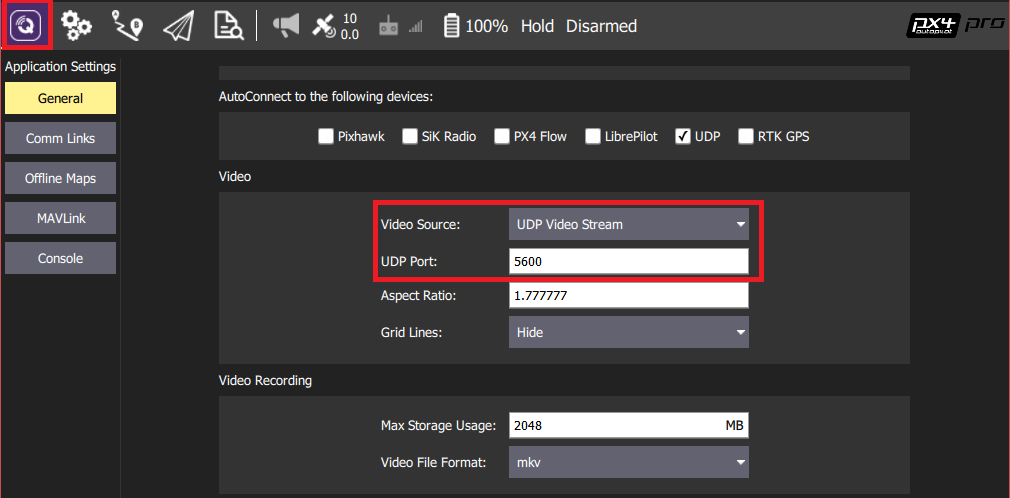 10
0.0
100% Hold Disarmed
px4 pro
autopilot
Application Settings
General
Comm Links
Offline Maps
MAVLink
Console
AutoConnect to the following devices:
Pixhawk SiK Radio PX4 Flow LibrePilot UDP RTK GPS
Video
Video Source: UDP Video Stream
UDP Port: 5600
Aspect Ratio: 1.777777
Grid Lines: Hide
Video Recording
Max Storage Usage: 2048 MB
Video File Format: mkv